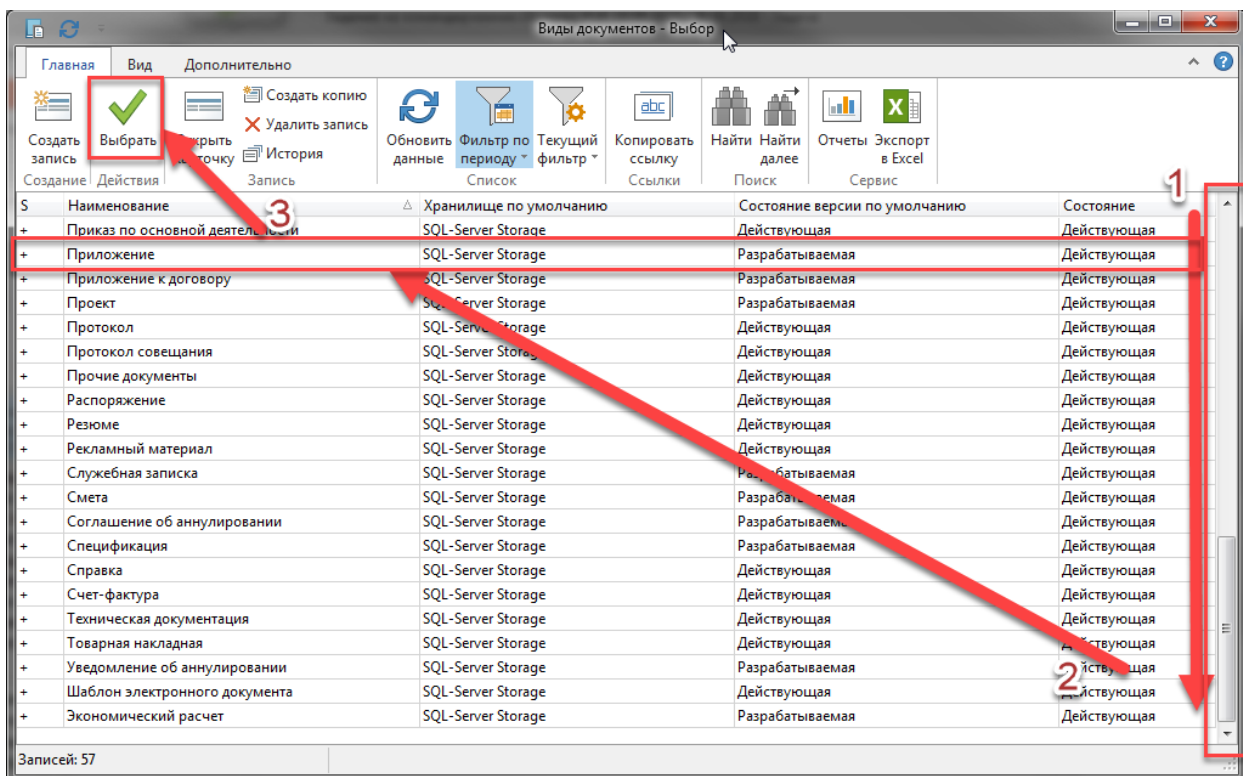 Виды документов - Выбор
Главная Вид Дополнительно
Создать запись
Выбрать
Создать копию
Удалить запись
История
Обновить данные
Фильтр по периоду
Текущий фильтр
abc
Копировать ссылку
Найти
Найти далее
Отчеты
Экспорт в Excel
Создание Действия Запись Список Ссылки Поиск Сервис
1
3
S Наименование Хранилище по умолчанию Состояние версии по умолчанию Состояние
+ Приказ по основной SQL-Server Storage Действующая Действующая
+ Приложение SQL-Server Storage Разрабатываемая Действующая
+ Приложение к договору SQL-Server Storage Разрабатываемая Действующая
+ Проект SQL-Server Storage Разрабатываемая Действующая
+ Протокол SQL-Server Storage Действующая Действующая
+ Протокол совещания SQL-Server Storage Действующая Действующая
+ Прочие документы SQL-Server Storage Действующая Действующая
+ Распоряжение SQL-Server Storage Действующая Действующая
+ Резюме SQL-Server Storage Действующая Действующая
+ Рекламный материал SQL-Server Storage Действующая Действующая
+ Служебная записка SQL-Server Storage Разрабатываемая Действующая
+ Смета SQL-Server Storage Разрабатываемая Действующая
+ Соглашение об аннулировании SQL-Server Storage Разрабатываемая Действующая
+ Спецификация SQL-Server Storage Разрабатываемая Действующая
+ Справка SQL-Server Storage Действующая Действующая
+ Счет-фактура SQL-Server Storage Действующая Действующая
+ Техническая документация SQL-Server Storage Действующая Действующая
+ Товарная накладная SQL-Server Storage Действующая Действующая
+ Уведомление об аннулировании SQL-Server Storage Разрабатываемая Действующая
2
+ Шаблон электронного документа SQL-Server Storage Действующая Действующая
+ Экономический расчет SQL-Server Storage Разрабатываемая Действующая
Записей: 57